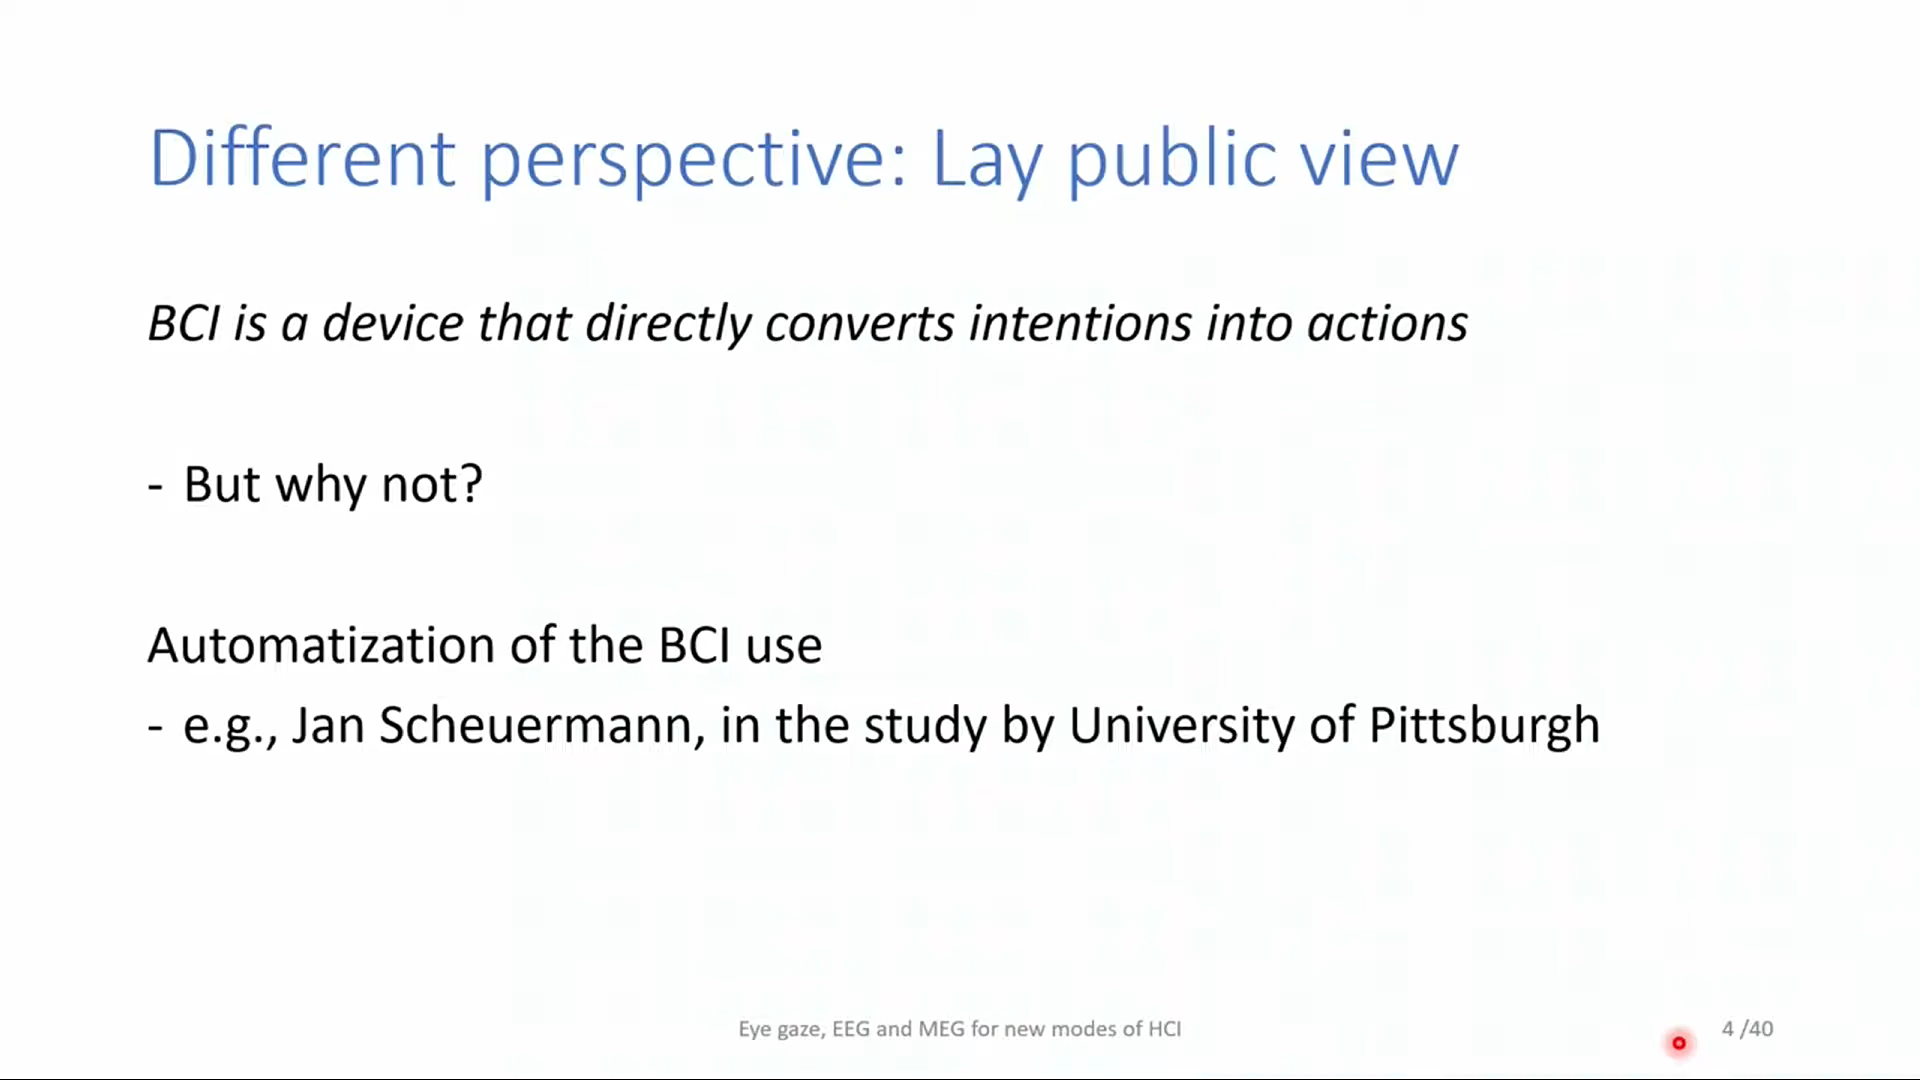 Different perspective: Lay public view
BCI is a device that directly converts intentions into actions
- But why not?
Automatization of the BCI use
- e.g., Jan Scheuermann, in the study by University of Pittsburgh
Eye gaze, EEG and MEG for new modes of HCI
4 /40